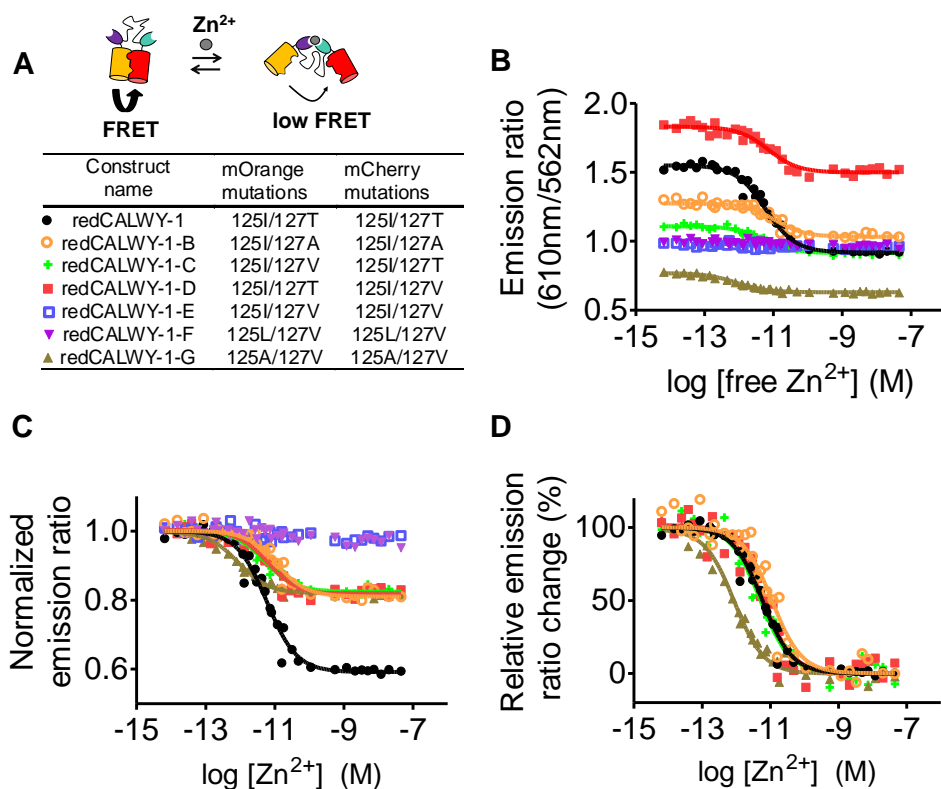 A
Zn2+
FRET
low FRET
Construct name mOrange mutations mCherry mutations
redCALWY-1 125I/127T 125I/127T
redCALWY-1-B 125I/127A 125I/127A
redCALWY-1-C 125I/127V 125I/127T
redCALWY-1-D 125I/127T 125I/127V
redCALWY-1-E 125I/127V 125I/127V
redCALWY-1-F 125L/127V 125L/127V
redCALWY-1-G 125A/127V 125A/127V
B
Emission ratio
(610nm/562nm)
2.0
1.5
1.0
0.5
-15 -13 -11 -9 -7
log [free Zn2+] (M)
C
Normalized
emission ratio
1.0
0.8
0.6
-15 -13 -11 -9 -7
log [Zn2+] (M)
D
Relative emission
ratio change (%)
100
50
0
-15 -13 -11 -9 -7
log [Zn2+] (M)